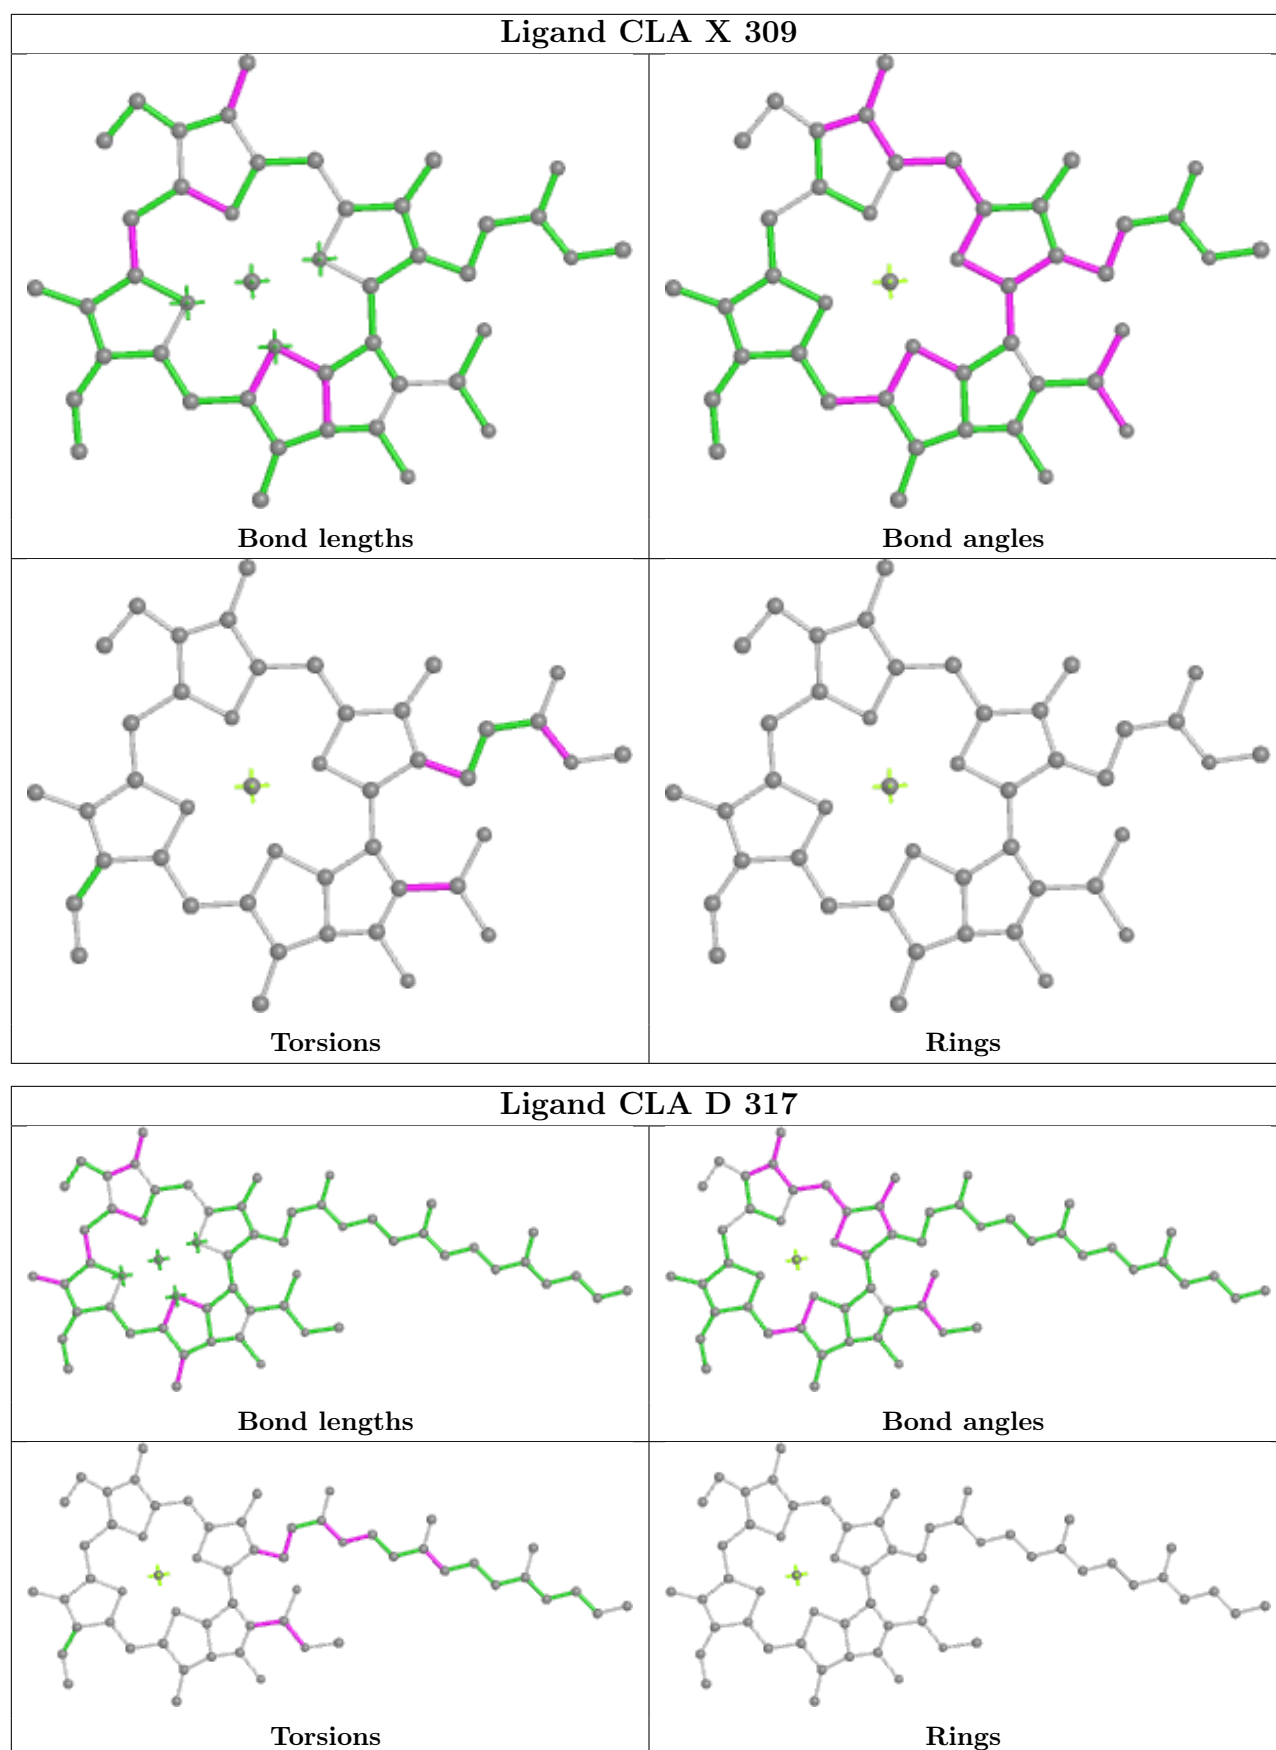 Ligand CLA X 309
Bond lengths
Bond angles
Torsions
Rings
Ligand CLA D 317
Bond lengths
Bond angles
Torsions
Rings